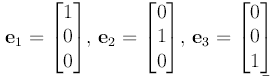 e₁ = [1 0 0], e₂ = [0 1 0], e₃ = [0 0 1]